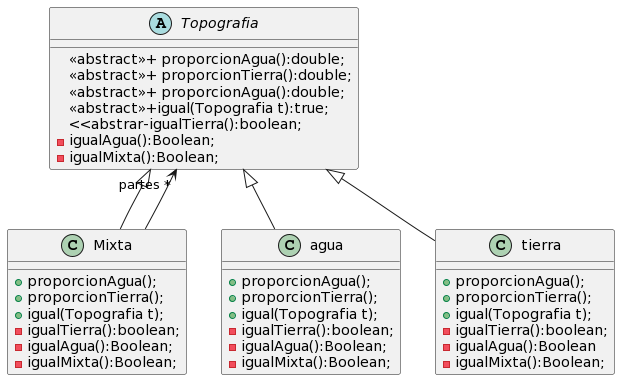 A Topografia
«abstract»+ proporcionAgua():double;
«abstract»+ proporcionTierra():double;
«abstract»+ proporcionAgua():double;
«abstract»+igual(Topografia t):true;
<<abstrar-igualTierra():boolean;
igualAgua():Boolean;
igualMixta():Boolean;
partes *
C Mixta
proporcionAgua();
proporcionTierra();
igual(Topografia t);
igualTierra():boolean;
igualAgua():Boolean;
igualMixta():Boolean;
C agua
proporcionAgua();
proporcionTierra();
igual(Topografia t);
igualTierra():boolean;
igualAgua():Boolean;
igualMixta():Boolean;
C tierra
proporcionAgua();
proporcionTierra();
igual(Topografia t);
igualTierra():boolean;
igualAgua():Boolean
igualMixta():Boolean;